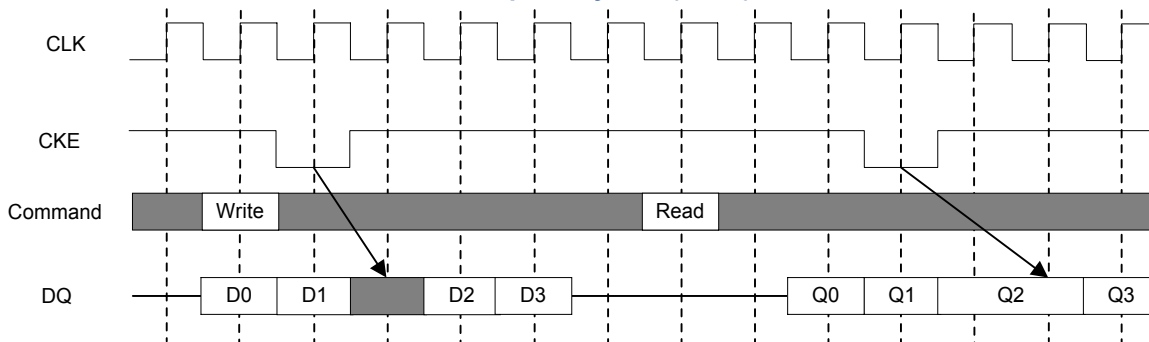 CLK
CKE
Command Write Read
DQ D0 D1 D2 D3 Q0 Q1 Q2 Q3